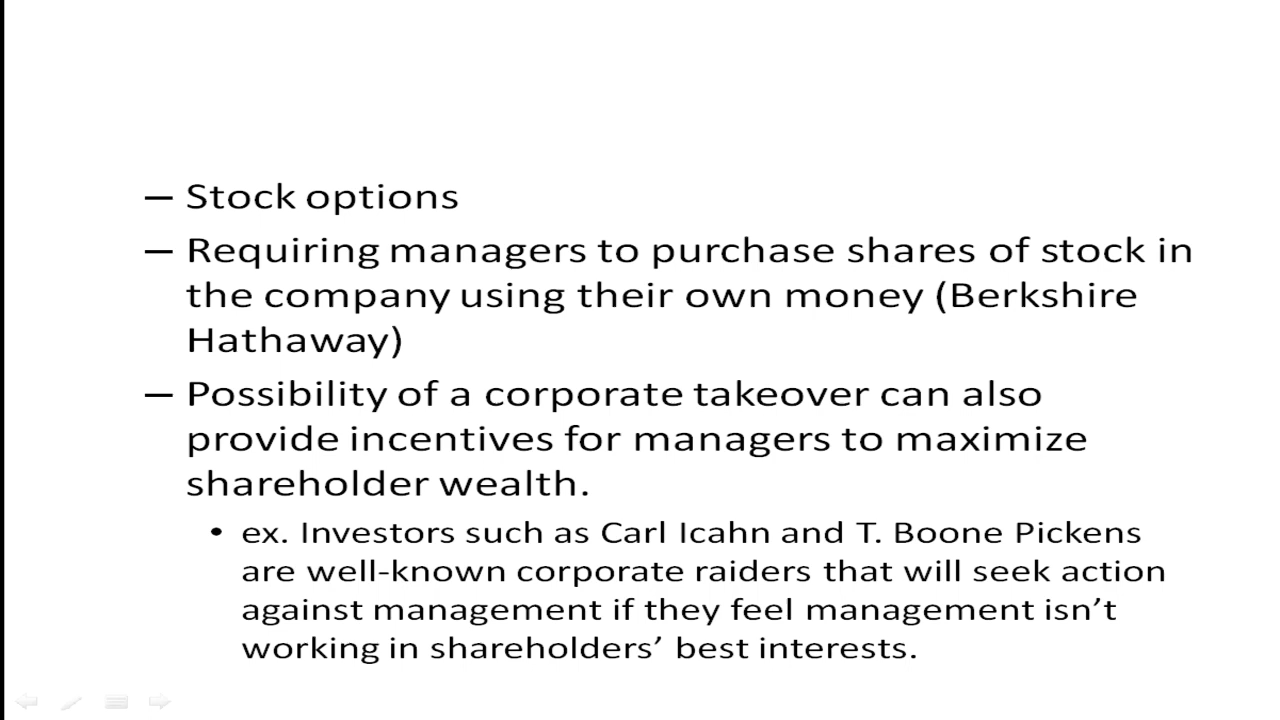 – Stock options
– Requiring managers to purchase shares of stock in
the company using their own money (Berkshire
Hathaway)
– Possibility of a corporate takeover can also
provide incentives for managers to maximize
shareholder wealth.
• ex. Investors such as Carl Icahn and T. Boone Pickens
are well-known corporate raiders that will seek action
against management if they feel management isn’t
working in shareholders’ best interests.